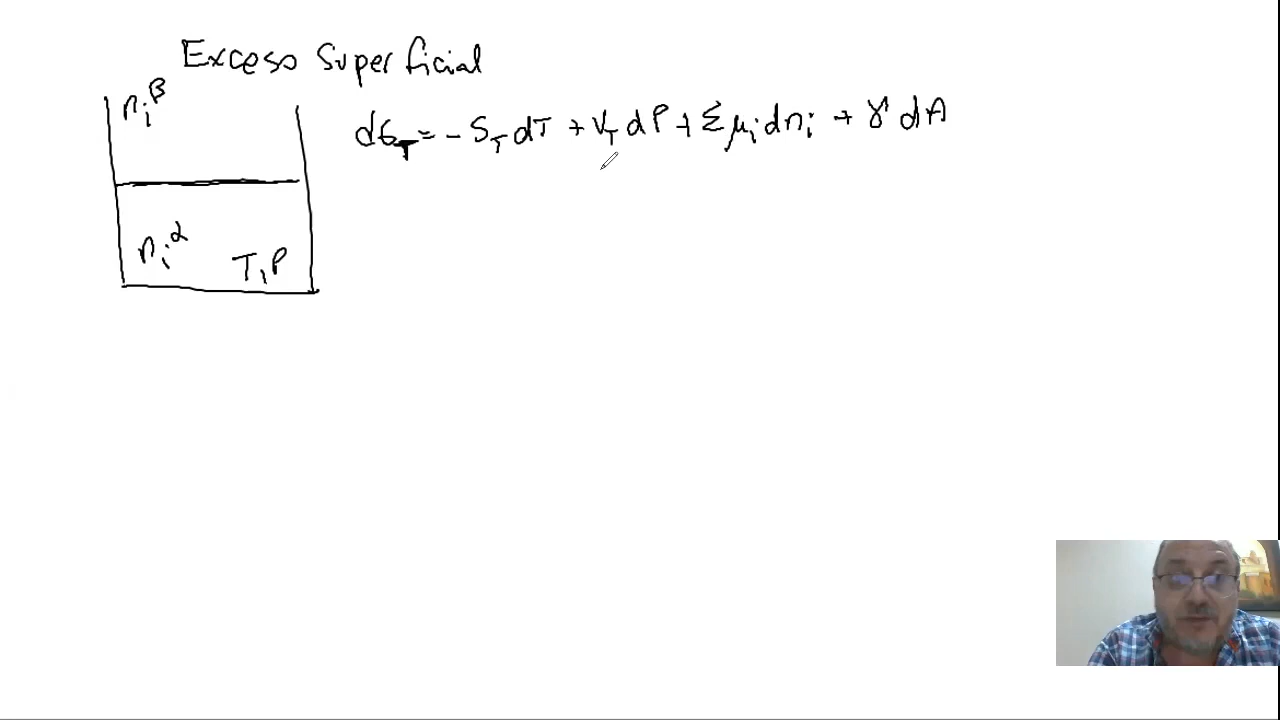 Exceso Superficial
n_i^β
dG_T = - S_T dT + V_T dP + Σ μ_i dn_i + γ dA
n_i^α
T, P